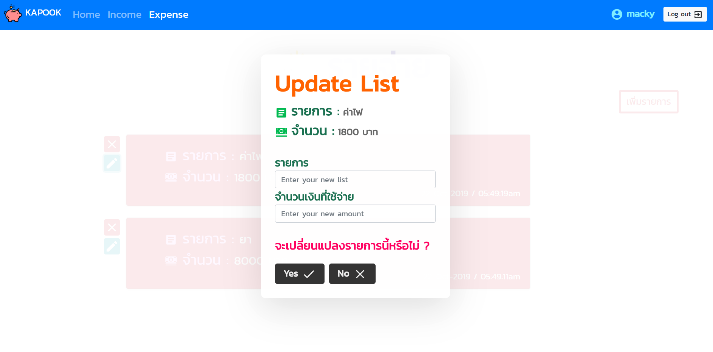 KAPOOK Home Income Expense macky Log out
Update List
รายการ : ค่าไฟ
จำนวน : 1800 บาท
รายการ
Enter your new list
จำนวนเงินที่ใช้จ่าย
Enter your new amount
จะเปลี่ยนแปลงรายการนี้หรือไม่ ?
Yes No
เพิ่มรายการ
รายการ : ค่าไฟ
จำนวน : 1800
รายการ : ยา
จำนวน : 8000